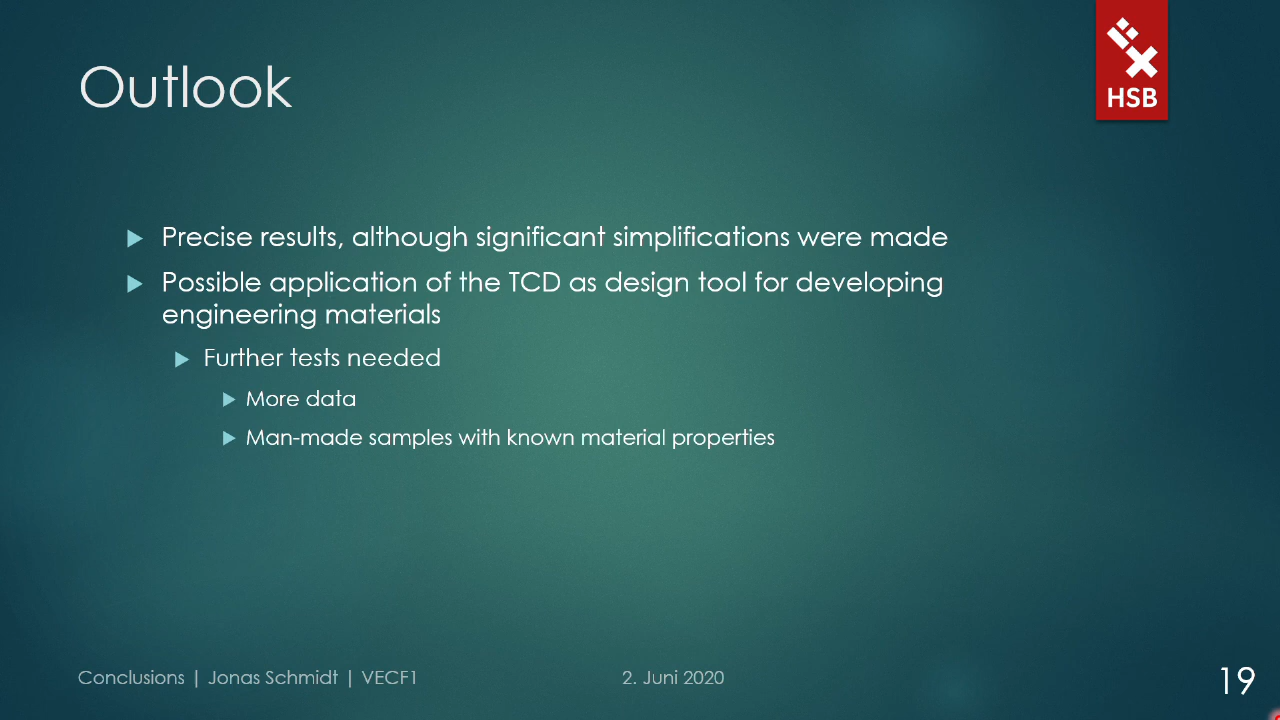 Outlook
HSB
Precise results, although significant simplifications were made
Possible application of the TCD as design tool for developing
engineering materials
Further tests needed
More data
Man-made samples with known material properties
Conclusions | Jonas Schmidt | VECF1
2. Juni 2020
19